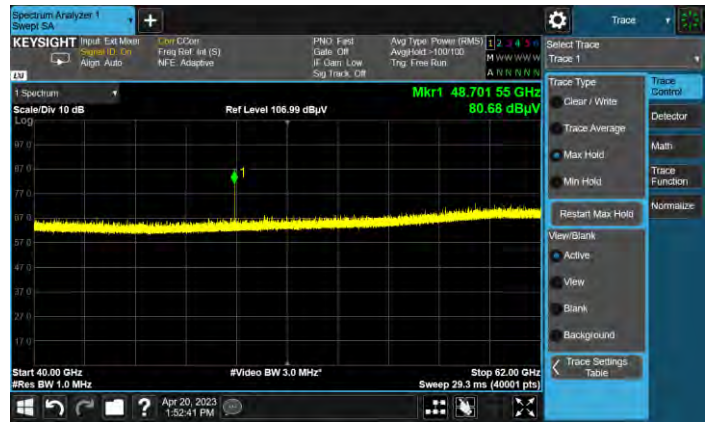 Spectrum Analyzer 1
Swept SA
+
Trace
KEYSIGHT
Input: Ext Mixer
Signal ID: On
Align: Auto
Corr CCorr
Freq Ref: Int (S)
NFE: Adaptive
PNO: Fast
Gate: Off
IF Gain: Low
Sig Track: Off
Avg Type: Power (RMS)
Avg|Hold:>100/100
Trig: Free Run
1 2 3 4 5 6
M W W W W W
A N N N N N
LXI
Select Trace
Trace 1
1 Spectrum
Scale/Div 10 dB
Log
Ref Level 106.99 dBµV
Mkr1 48.701 55 GHz
80.68 dBµV
97.0
87.0
77.0
67.0
57.0
47.0
37.0
27.0
17.0
1
Start 40.00 GHz
#Res BW 1.0 MHz
#Video BW 3.0 MHz*
Stop 62.00 GHz
Sweep 29.3 ms (40001 pts)
Trace Type
Clear / Write
Trace Average
Max Hold
Min Hold
Restart Max Hold
View/Blank
Active
View
Blank
Background
Trace Settings
Table
Trace
Control
Detector
Math
Trace
Function
Normalize
?
Apr 20, 2023
1:52:41 PM